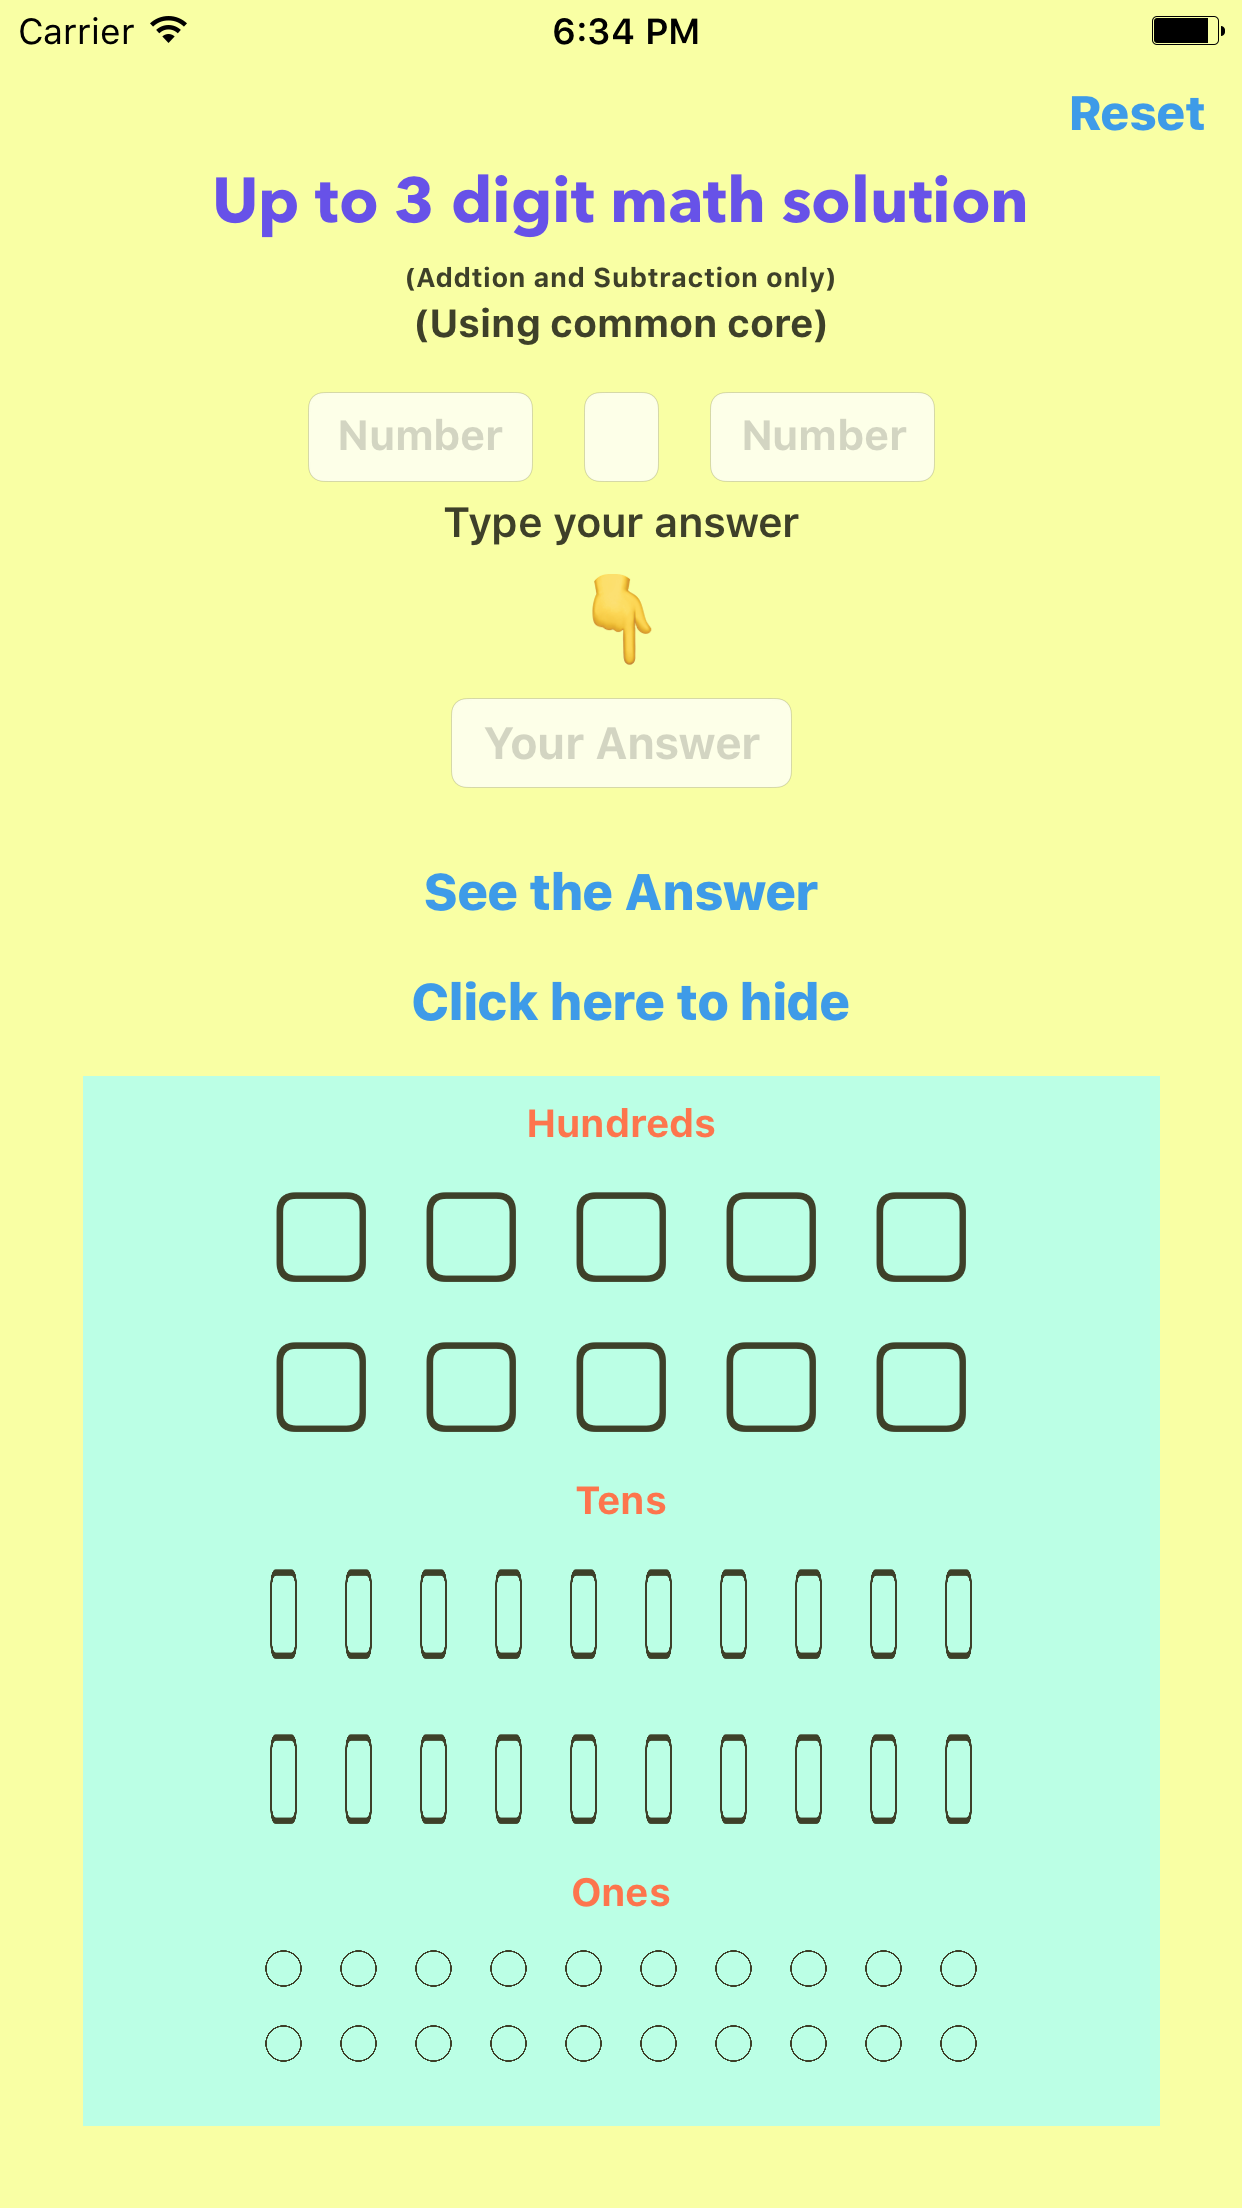 Carrier 6:34 PM
Reset
Up to 3 digit math solution
(Addtion and Subtraction only)
(Using common core)
Number Number
Type your answer
Your Answer
See the Answer
Click here to hide
Hundreds
Tens
Ones